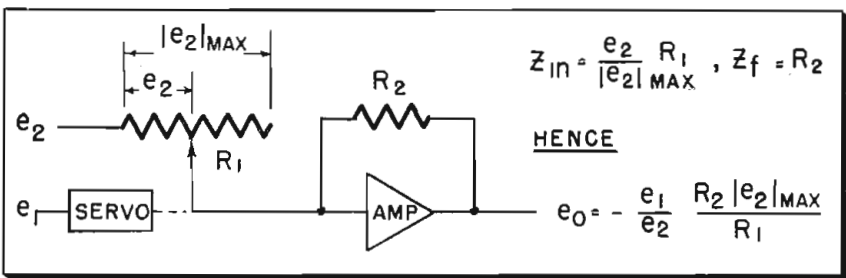 |e₂|MAX
e₂
e₂
R₁
R₂
e₁
SERVO
AMP
Zin = e₂/|e₂|MAX R₁ , Zf = R₂
HENCE
e₀ = - e₁/e₂ R₂|e₂|MAX/R₁